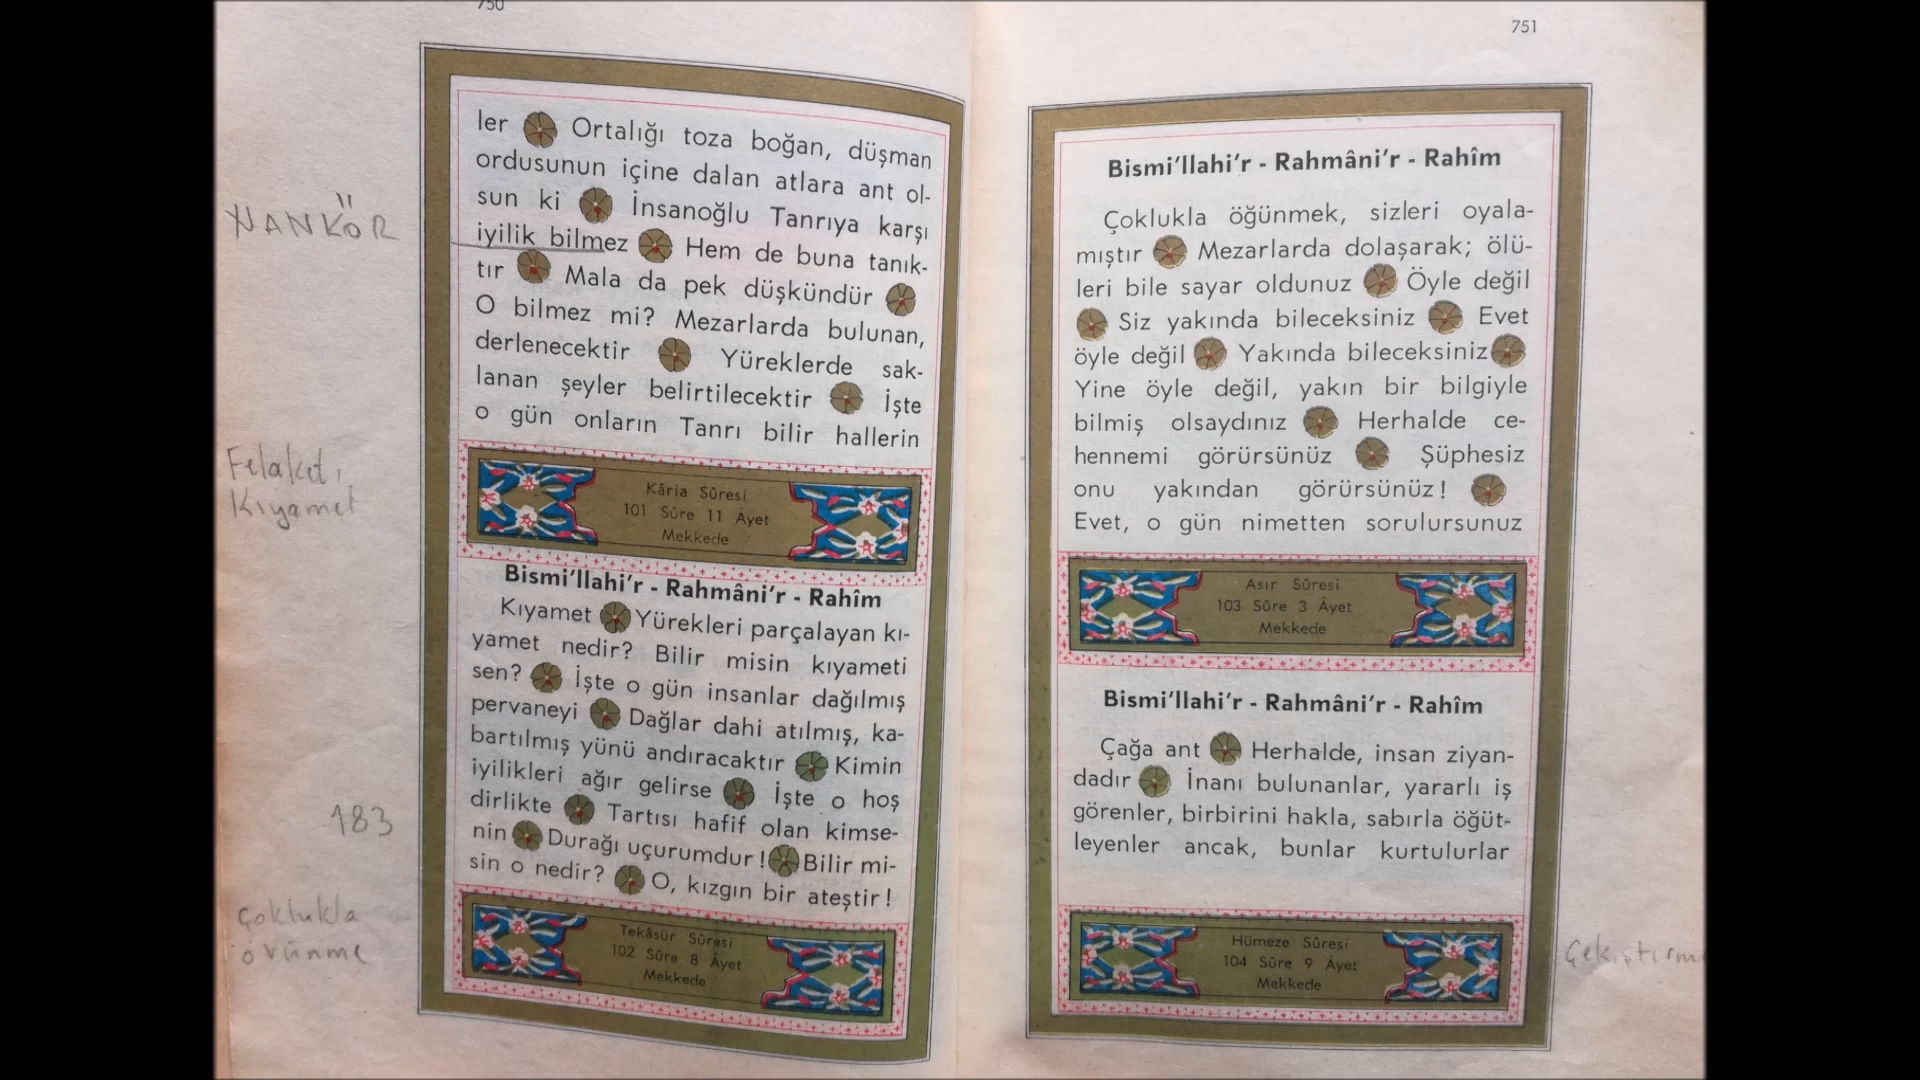 750
ler Ortalığı toza boğan, düşman
ordusunun içine dalan atlara ant ol-
sun ki İnsanoğlu Tanrıya karşı
NANKÖR
iyilik bilmez Hem de buna tanık-
tır Mala da pek düşkündür
O bilmez mi? Mezarlarda bulunan,
derlenecektir Yüreklerde sak-
lanan şeyler belirtilecektir İşte
o gün onların Tanrı bilir hallerin
Felaket,
Kıyamet
Kâria Sûresi
101 Sûre 11 Âyet
Mekkede
Bismi'llahi'r - Rahmâni'r - Rahîm
Kıyamet Yürekleri parçalayan kı-
yamet nedir? Bilir misin kıyameti
sen? İşte o gün insanlar dağılmış
pervaneyi Dağlar dahi atılmış, ka-
bartılmış yünü andıracaktır Kimin
iyilikleri ağır gelirse İşte o hoş
dirlikte Tartısı hafif olan kimse-
183
nin Durağı uçurumdur! Bilir mi-
sin o nedir? O, kızgın bir ateştir!
Çoklukla
övünme
Tekâsür Sûresi
102 Sûre 8 Âyet
Mekkede
751
Bismi'llahi'r - Rahmâni'r - Rahîm
Çoklukla öğünmek, sizleri oyala-
mıştır Mezarlarda dolaşarak; ölü-
leri bile sayar oldunuz Öyle değil
Siz yakında bileceksiniz Evet
öyle değil Yakında bileceksiniz
Yine öyle değil, yakın bir bilgiyle
bilmiş olsaydınız Herhalde ce-
hennemi görürsünüz Şüphesiz
onu yakından görürsünüz!
Evet, o gün nimetten sorulursunuz
Asır Sûresi
103 Sûre 3 Âyet
Mekkede
Bismi'llahi'r - Rahmâni'r - Rahîm
Çağa ant Herhalde, insan ziyan-
dadır İnanı bulunanlar, yararlı iş
görenler, birbirini hakla, sabırla öğüt-
leyenler ancak, bunlar kurtulurlar
Hümeze Sûresi
104 Sûre 9 Âyet
Mekkede
Çekiştirm